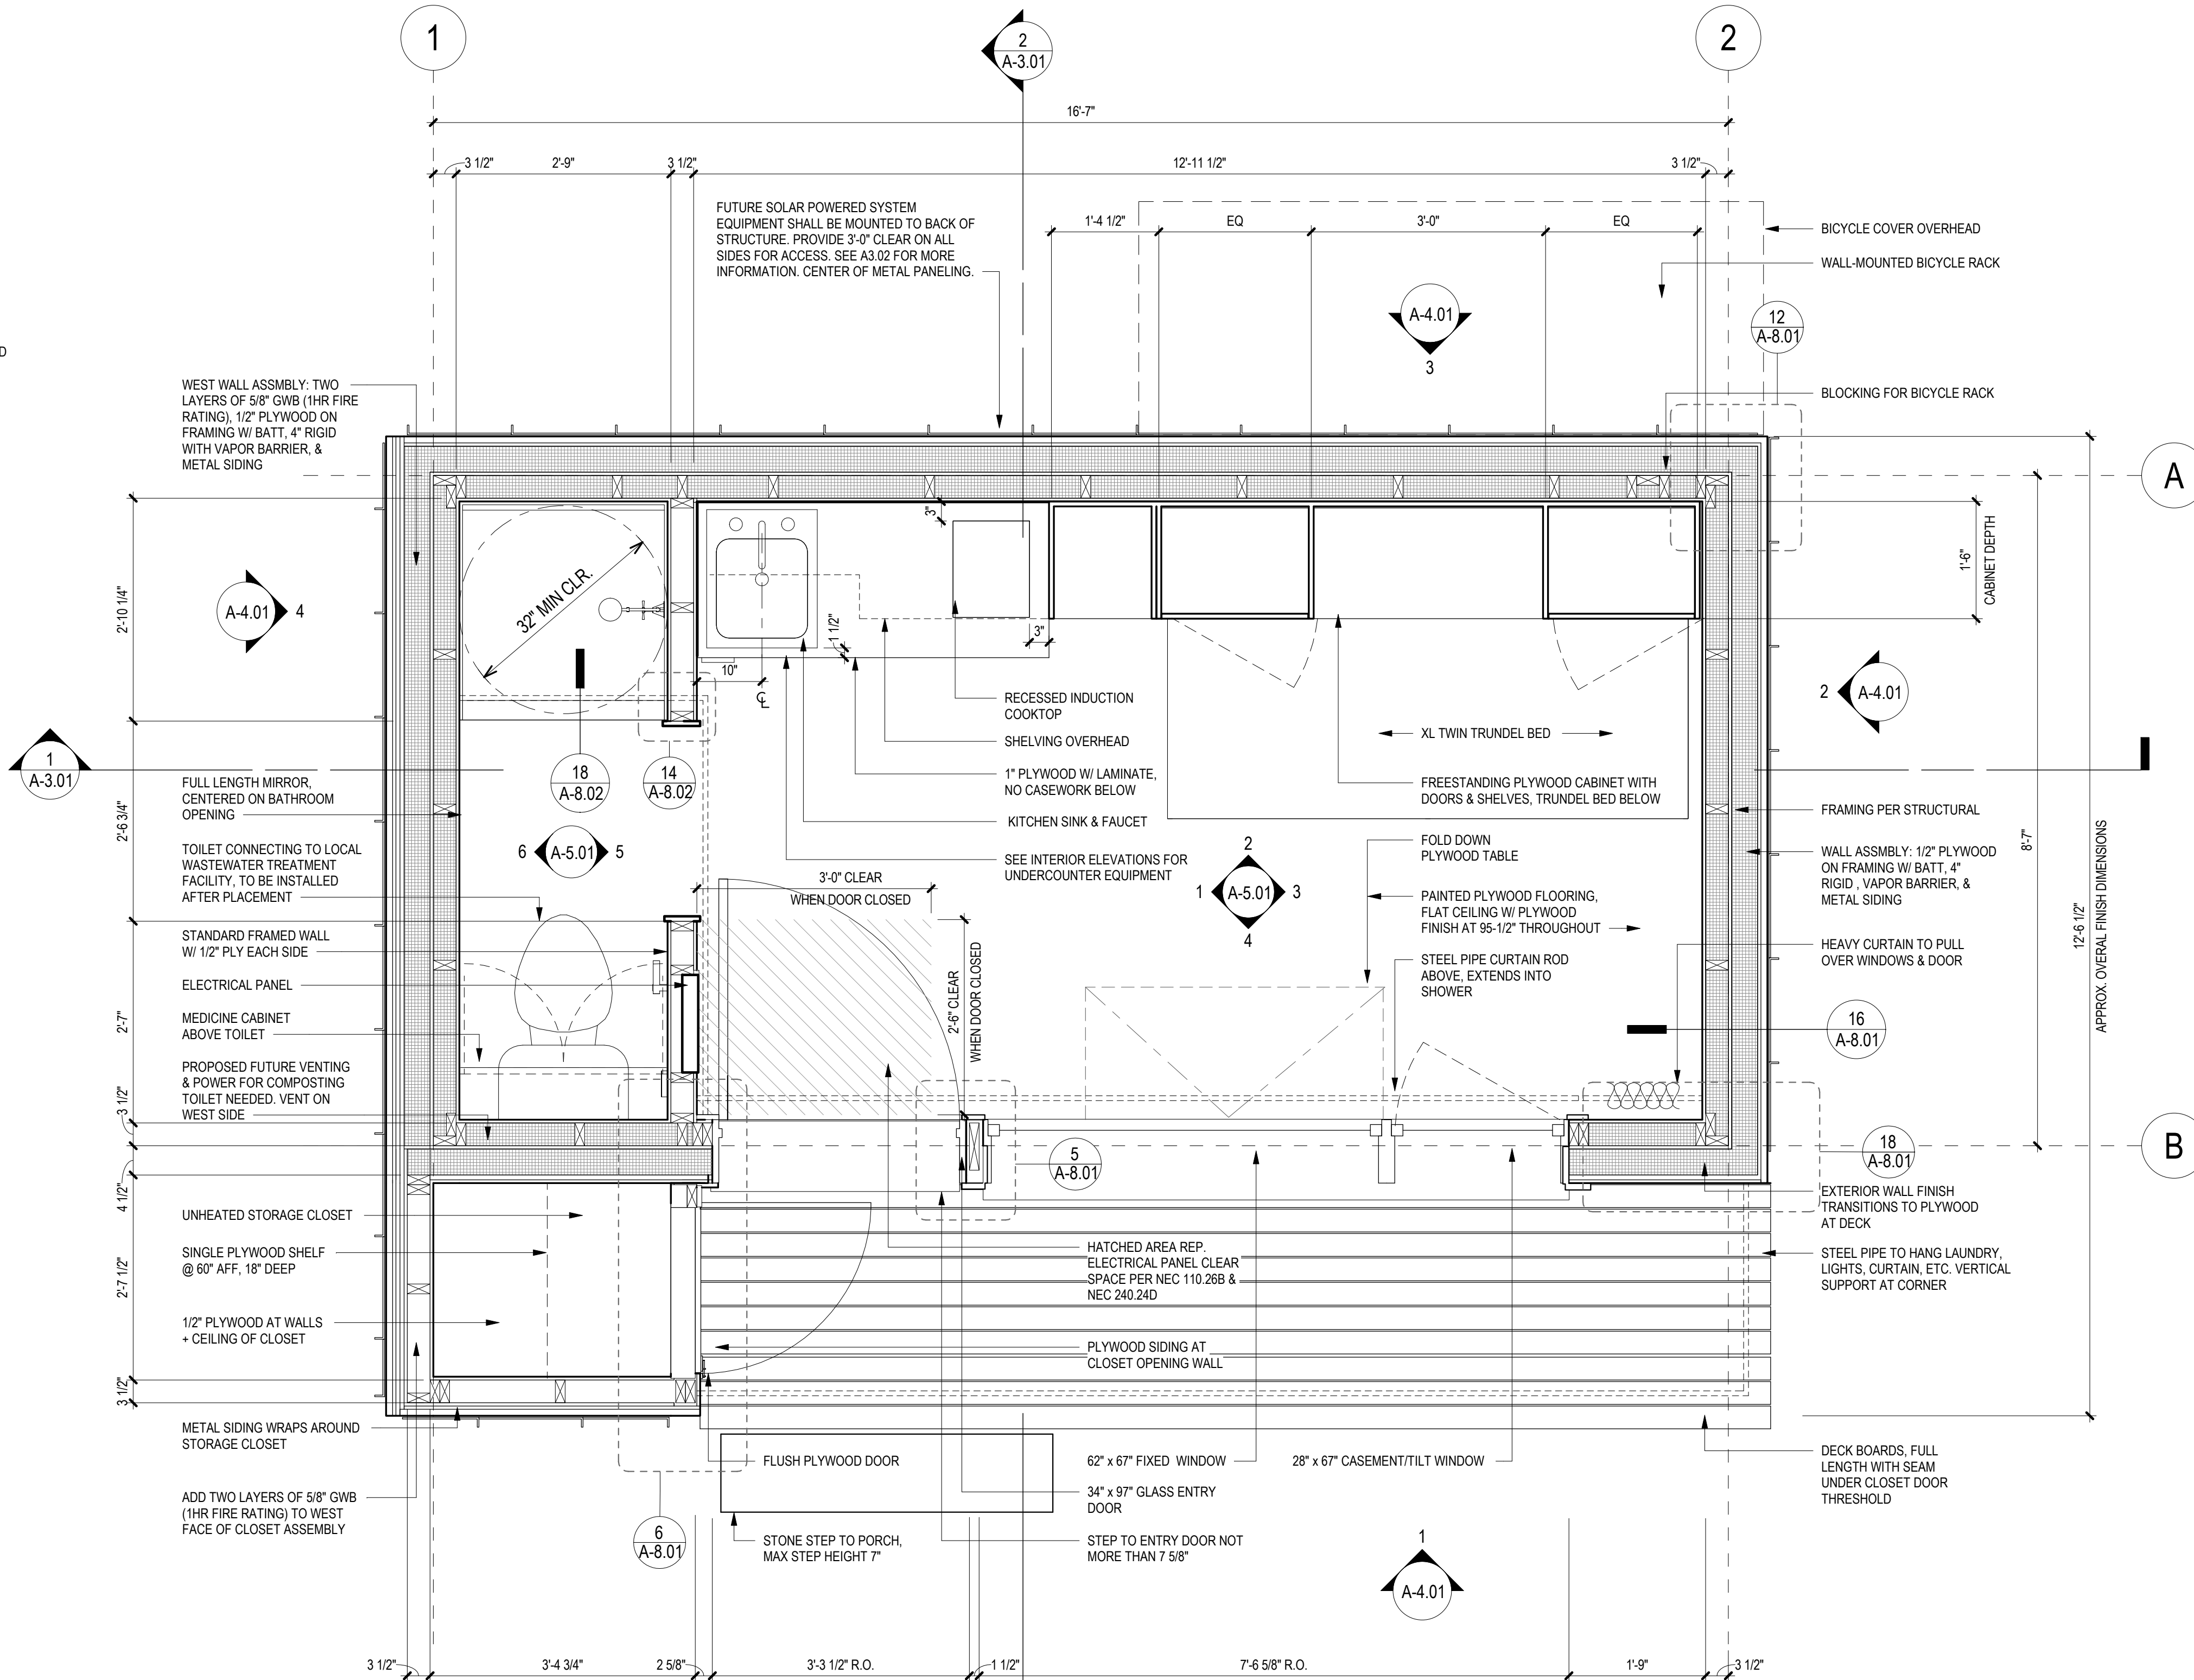 1
2
2
A-3.01
16'-7"
3 1/2"
2'-9"
3 1/2"
12'-11 1/2"
3 1/2"
FUTURE SOLAR POWERED SYSTEM
EQUIPMENT SHALL BE MOUNTED TO BACK OF
STRUCTURE. PROVIDE 3'-0" CLEAR ON ALL
SIDES FOR ACCESS. SEE A3.02 FOR MORE
INFORMATION. CENTER OF METAL PANELING.
1'-4 1/2"
EQ
3'-0"
EQ
BICYCLE COVER OVERHEAD
WALL-MOUNTED BICYCLE RACK
A-4.01
3
12
A-8.01
D
BLOCKING FOR BICYCLE RACK
WEST WALL ASSMBLY: TWO
LAYERS OF 5/8" GWB (1HR FIRE
RATING), 1/2" PLYWOOD ON
FRAMING W/ BATT, 4" RIGID
WITH VAPOR BARRIER, &
METAL SIDING
A
3"
1'-6"
CABINET DEPTH
2'-10 1/4"
A-4.01
4
32" MIN CLR.
1 1/2"
3"
10"
CL
2
A-4.01
RECESSED INDUCTION
COOKTOP
SHELVING OVERHEAD
XL TWIN TRUNDEL BED
1
A-3.01
18
A-8.02
14
A-8.02
1" PLYWOOD W/ LAMINATE,
NO CASEWORK BELOW
FREESTANDING PLYWOOD CABINET WITH
DOORS & SHELVES, TRUNDEL BED BELOW
FULL LENGTH MIRROR,
CENTERED ON BATHROOM
OPENING
2'-6 3/4"
KITCHEN SINK & FAUCET
FRAMING PER STRUCTURAL
8'-7"
6
A-5.01
5
TOILET CONNECTING TO LOCAL
WASTEWATER TREATMENT
FACILITY, TO BE INSTALLED
AFTER PLACEMENT
SEE INTERIOR ELEVATIONS FOR
UNDERCOUNTER EQUIPMENT
2
1
A-5.01
3
4
FOLD DOWN
PLYWOOD TABLE
WALL ASSMBLY: 1/2" PLYWOOD
ON FRAMING W/ BATT, 4"
RIGID , VAPOR BARRIER, &
METAL SIDING
3'-0" CLEAR
WHEN DOOR CLOSED
PAINTED PLYWOOD FLOORING,
FLAT CEILING W/ PLYWOOD
FINISH AT 95-1/2" THROUGHOUT
12'-6 1/2"
APPROX. OVERAL FINISH DIMENSIONS
STANDARD FRAMED WALL
W/ 1/2" PLY EACH SIDE
HEAVY CURTAIN TO PULL
OVER WINDOWS & DOOR
ELECTRICAL PANEL
2'-6" CLEAR
WHEN DOOR CLOSED
STEEL PIPE CURTAIN ROD
ABOVE, EXTENDS INTO
SHOWER
2'-7"
MEDICINE CABINET
ABOVE TOILET
16
A-8.01
PROPOSED FUTURE VENTING
& POWER FOR COMPOSTING
TOILET NEEDED. VENT ON
WEST SIDE
3 1/2"
5
A-8.01
18
A-8.01
B
4 1/2"
UNHEATED STORAGE CLOSET
EXTERIOR WALL FINISH
TRANSITIONS TO PLYWOOD
AT DECK
SINGLE PLYWOOD SHELF
@ 60" AFF, 18" DEEP
2'-7 1/2"
HATCHED AREA REP.
ELECTRICAL PANEL CLEAR
SPACE PER NEC 110.26B &
NEC 240.24D
STEEL PIPE TO HANG LAUNDRY,
LIGHTS, CURTAIN, ETC. VERTICAL
SUPPORT AT CORNER
1/2" PLYWOOD AT WALLS
+ CEILING OF CLOSET
PLYWOOD SIDING AT
CLOSET OPENING WALL
3 1/2"
METAL SIDING WRAPS AROUND
STORAGE CLOSET
FLUSH PLYWOOD DOOR
62" x 67" FIXED WINDOW
28" x 67" CASEMENT/TILT WINDOW
DECK BOARDS, FULL
LENGTH WITH SEAM
UNDER CLOSET DOOR
THRESHOLD
ADD TWO LAYERS OF 5/8" GWB
(1HR FIRE RATING) TO WEST
FACE OF CLOSET ASSEMBLY
34" x 97" GLASS ENTRY
DOOR
6
A-8.01
STONE STEP TO PORCH,
MAX STEP HEIGHT 7"
STEP TO ENTRY DOOR NOT
MORE THAN 7 5/8"
1
A-4.01
3 1/2"
3'-4 3/4"
2 5/8"
3'-3 1/2" R.O.
1 1/2"
7'-6 5/8" R.O.
1'-9"
3 1/2"